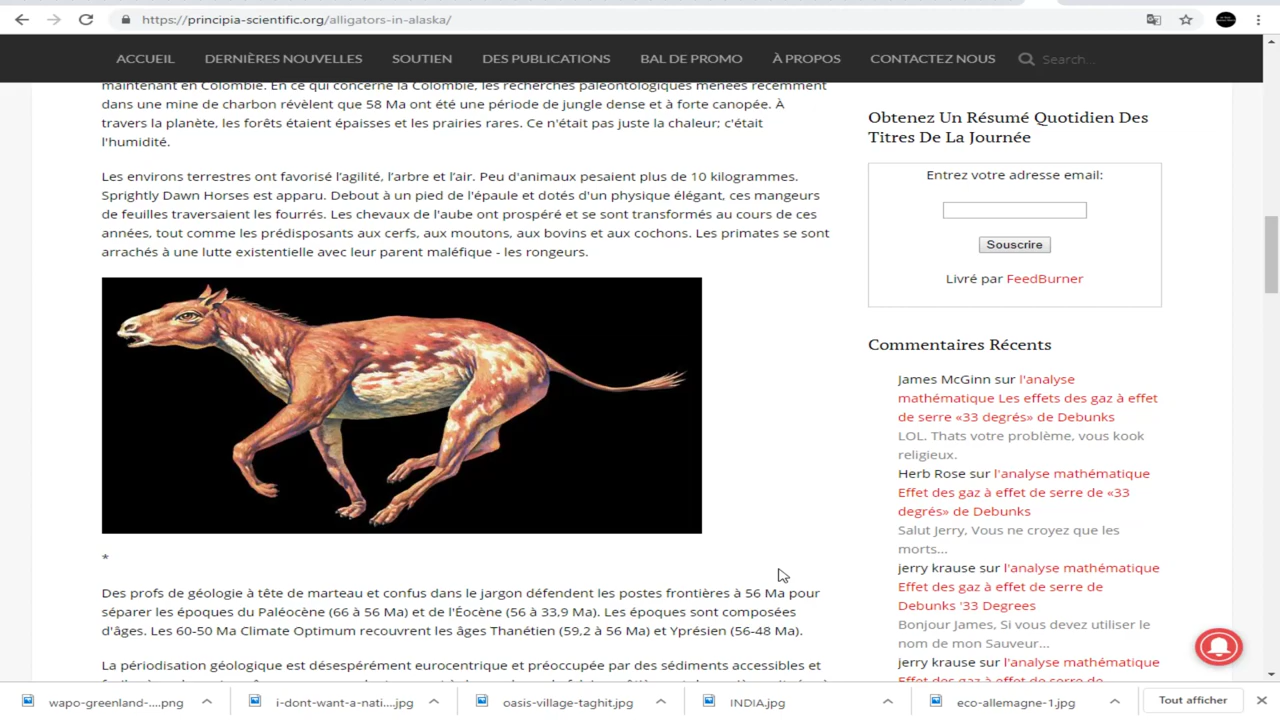 https://principia-scientific.org/alligators-in-alaska/
ACCUEIL DERNIÈRES NOUVELLES SOUTIEN DES PUBLICATIONS BAL DE PROMO À PROPOS CONTACTEZ NOUS Search...
maintenant en Colombie. En ce qui concerne la Colombie, les recherches paléontologiques menées récemment
dans une mine de charbon révèlent que 58 Ma ont été une période de jungle dense et à forte canopée. À
travers la planète, les forêts étaient épaisses et les prairies rares. Ce n'était pas juste la chaleur; c'était
l'humidité.
Les environs terrestres ont favorisé l’agilité, l’arbre et l’air. Peu d'animaux pesaient plus de 10 kilogrammes.
Sprightly Dawn Horses est apparu. Debout à un pied de l'épaule et dotés d'un physique élégant, ces mangeurs
de feuilles traversaient les fourrés. Les chevaux de l'aube ont prospéré et se sont transformés au cours de ces
années, tout comme les prédisposants aux cerfs, aux moutons, aux bovins et aux cochons. Les primates se sont
arrachés à une lutte existentielle avec leur parent maléfique - les rongeurs.
*
Des profs de géologie à tête de marteau et confus dans le jargon défendent les postes frontières à 56 Ma pour
séparer les époques du Paléocène (66 à 56 Ma) et de l'Éocène (56 à 33,9 Ma). Les époques sont composées
d'âges. Les 60-50 Ma Climate Optimum recouvrent les âges Thanétien (59,2 à 56 Ma) et Yprésien (56-48 Ma).
La périodisation géologique est désespérément eurocentrique et préoccupée par des sédiments accessibles et
Obtenez Un Résumé Quotidien Des
Titres De La Journée
Entrez votre adresse email:
Souscrire
Livré par FeedBurner
Commentaires Récents
James McGinn sur l'analyse
mathématique Les effets des gaz à effet
de serre «33 degrés» de Debunks
LOL. Thats votre problème, vous kook
religieux.
Herb Rose sur l'analyse mathématique
Effet des gaz à effet de serre de «33
degrés» de Debunks
Salut Jerry, Vous ne croyez que les
morts...
jerry krause sur l'analyse mathématique
Effet des gaz à effet de serre de
Debunks '33 Degrees
Bonjour James, Si vous devez utiliser le
nom de mon Sauveur...
jerry krause sur l'analyse mathématique
Effet des gaz à effet de serre de
wapo-greenland-....png i-dont-want-a-nati....jpg oasis-village-taghit.jpg INDIA.jpg eco-allemagne-1.jpg Tout afficher